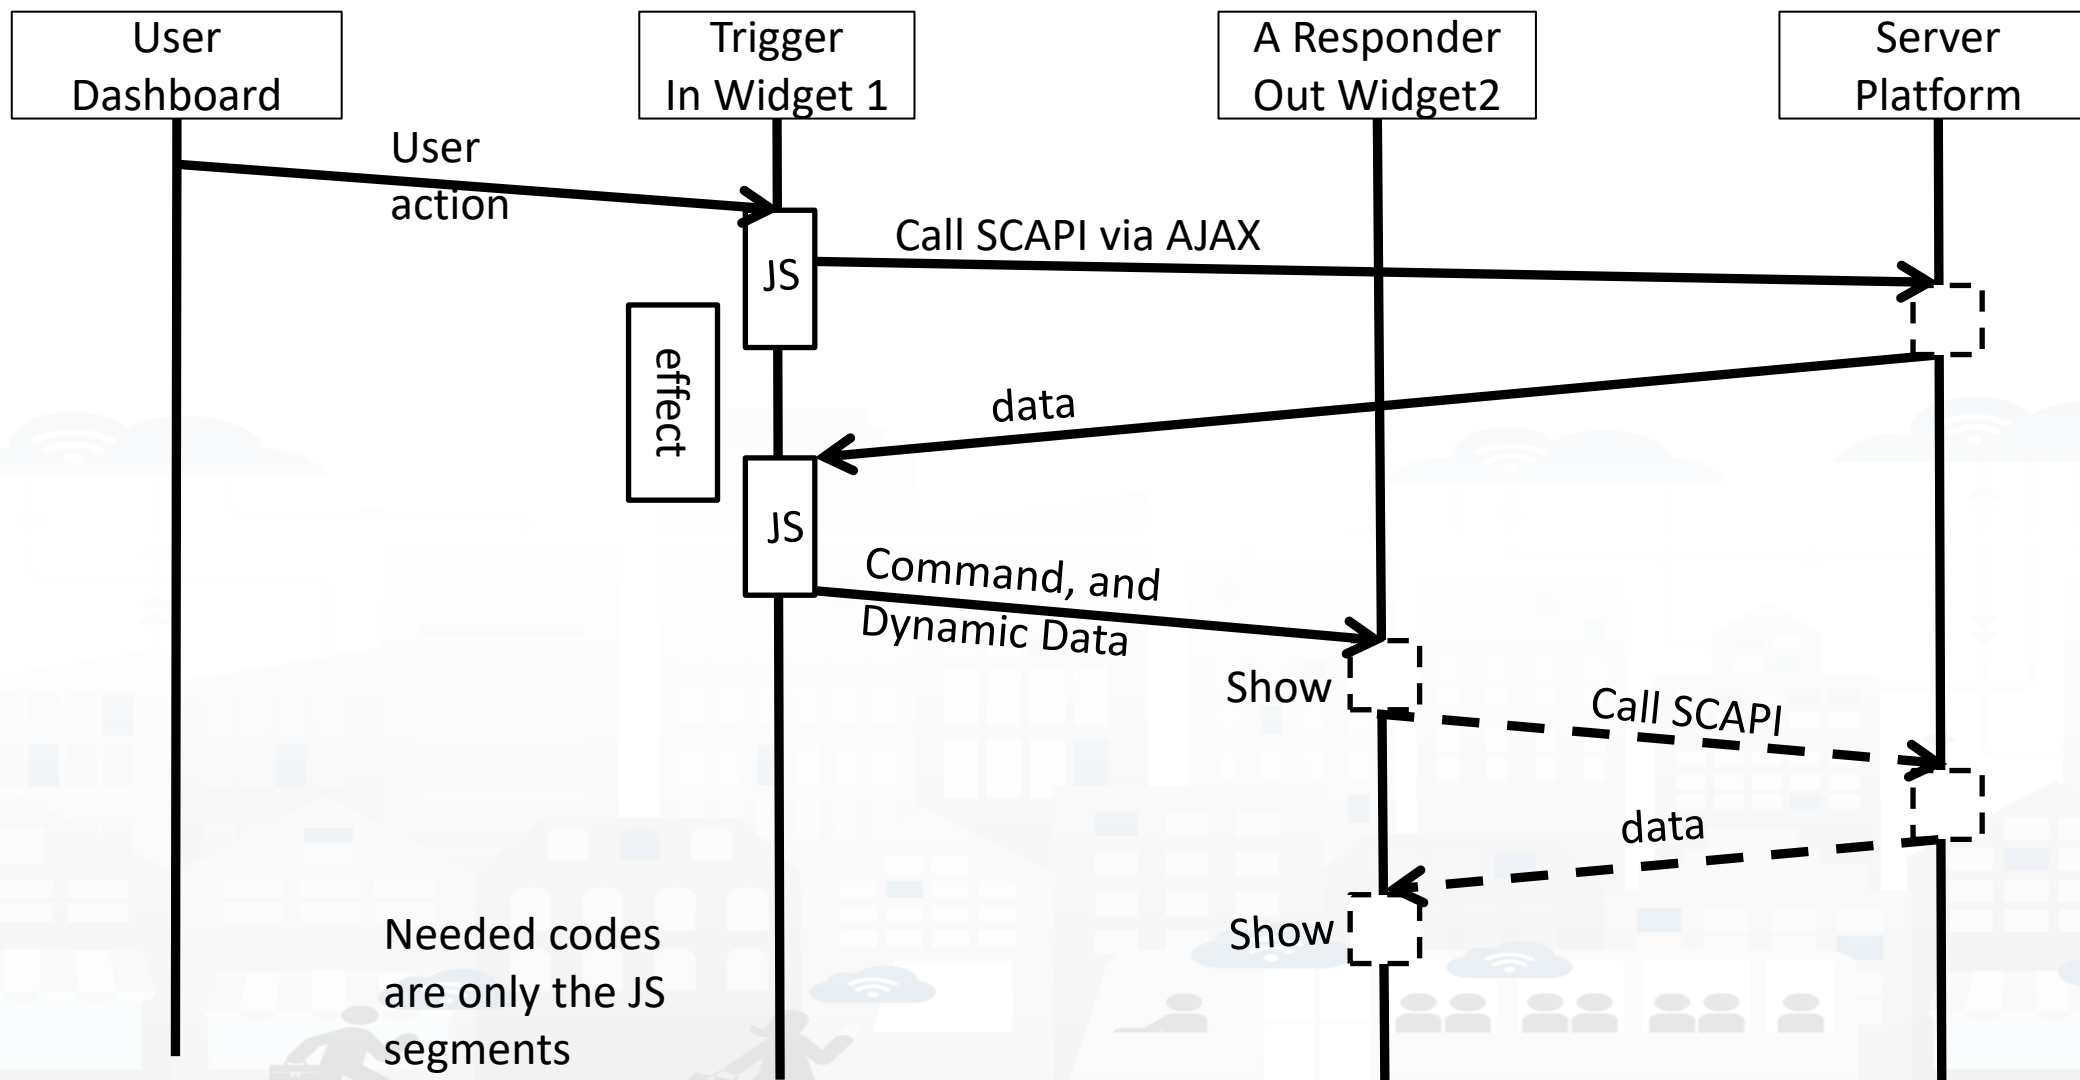 User
Dashboard
Trigger
In Widget 1
A Responder
Out Widget2
Server
Platform
User
action
Call SCAPI via AJAX
JS
effect
data
JS
Command, and
Dynamic Data
Show
Call SCAPI
data
Show
Needed codes
are only the JS
segments